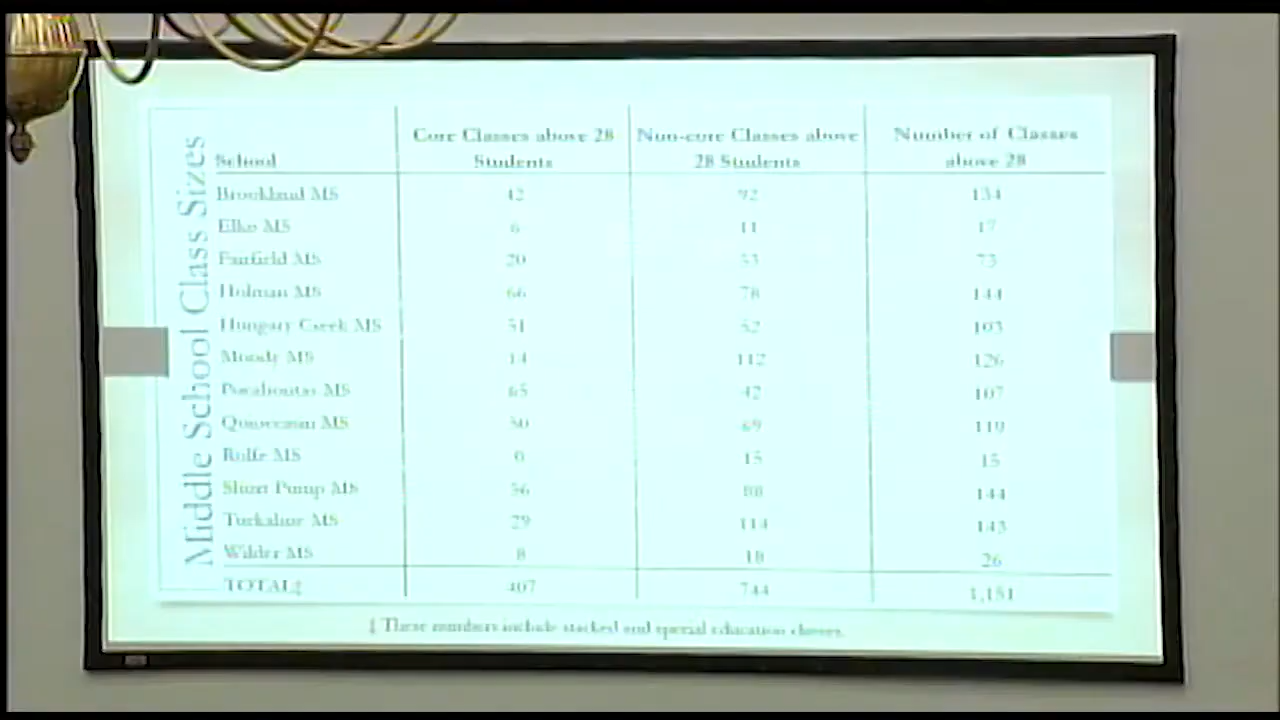 Middle School Class Sizes
School Core Classes above 28 Students Non-core Classes above 28 Students Number of Classes above 28
Brookland MS 42 92 134
Elko MS 6 11 17
Fairfield MS 20 53 73
Holman MS 66 78 144
Hungary Creek MS 51 52 103
Moody MS 14 112 126
Pocahontas MS 65 42 107
Quioccasin MS 50 69 119
Rolfe MS 0 15 15
Short Pump MS 56 88 144
Tuckahoe MS 29 114 143
Wilder MS 8 18 26
TOTAL‡ 407 744 1,151
‡ These numbers include stacked and special education classes.